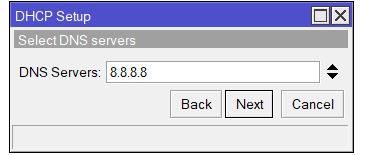 DHCP Setup
Select DNS servers
DNS Servers: 8.8.8.8
Back Next Cancel